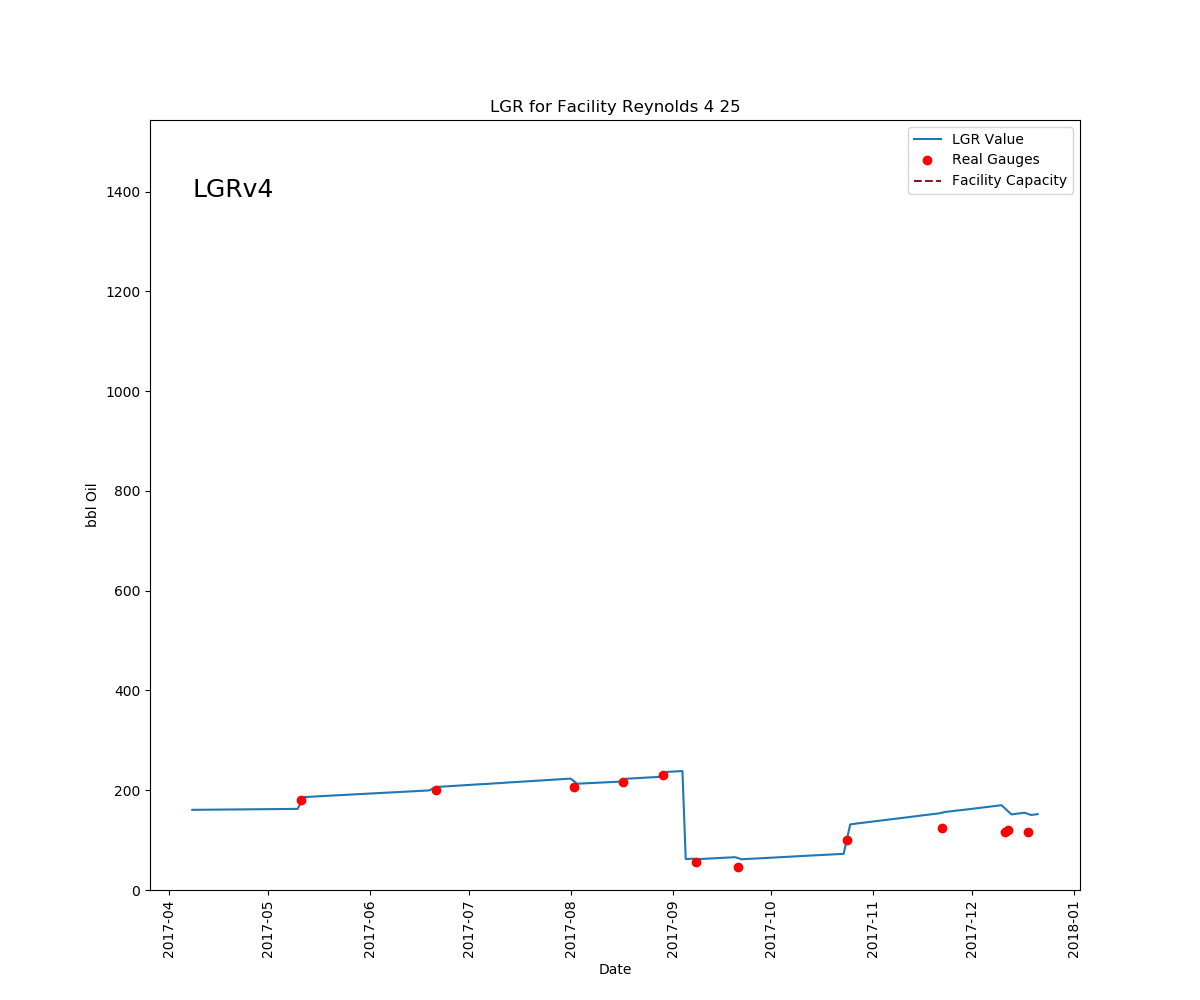 LGR for Facility Reynolds 4 25
LGRv4
LGR Value
Real Gauges
Facility Capacity
1400
1200
1000
800
600
400
200
0
bbl Oil
2017-04
2017-05
2017-06
2017-07
2017-08
2017-09
2017-10
2017-11
2017-12
2018-01
Date